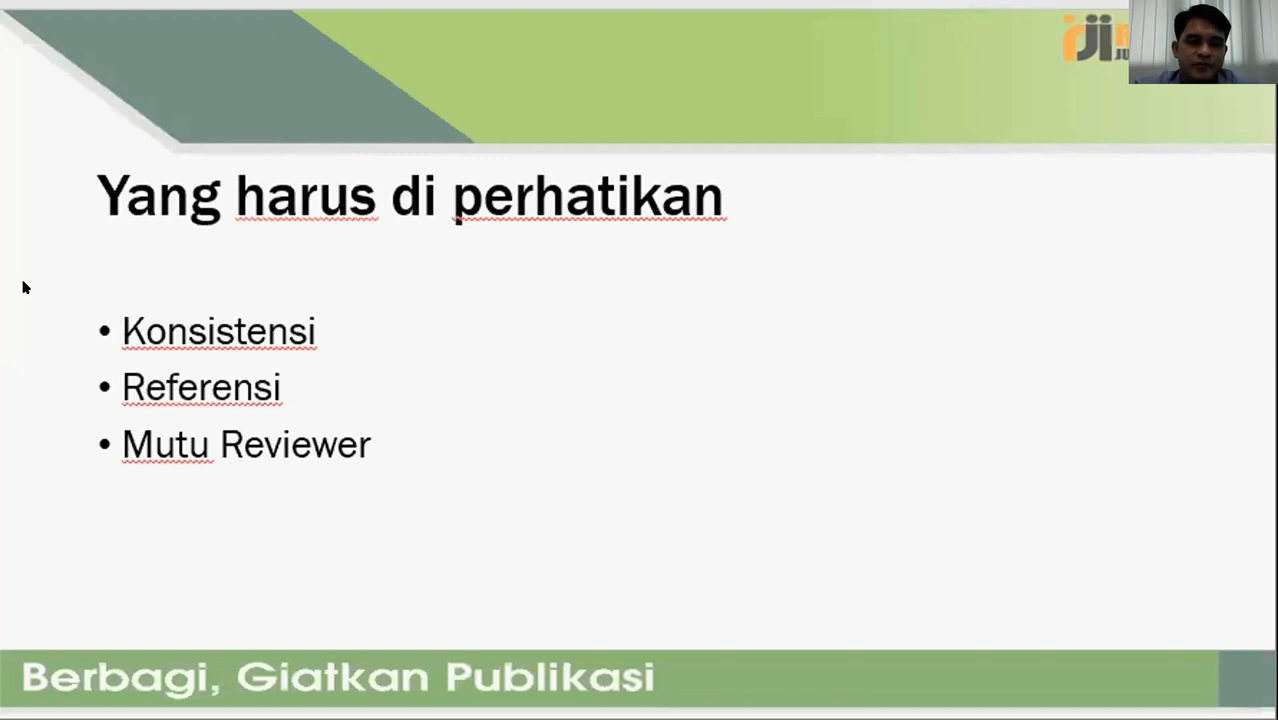 Yang harus di perhatikan
• Konsistensi
• Referensi
• Mutu Reviewer
Berbagi, Giatkan Publikasi